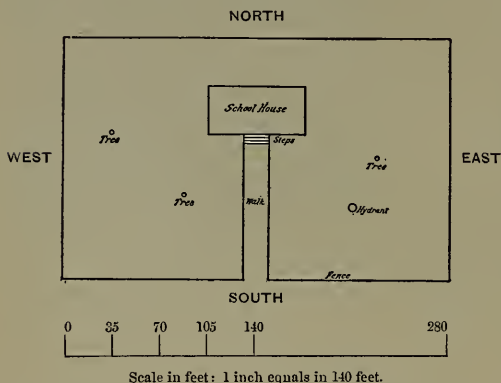 NORTH
School House
Steps
Tree
WEST
Tree
EAST
Tree
Walk
Hydrant
Fence
SOUTH
0 35 70 105 140 280
Scale in feet: 1 inch equals in 140 feet.